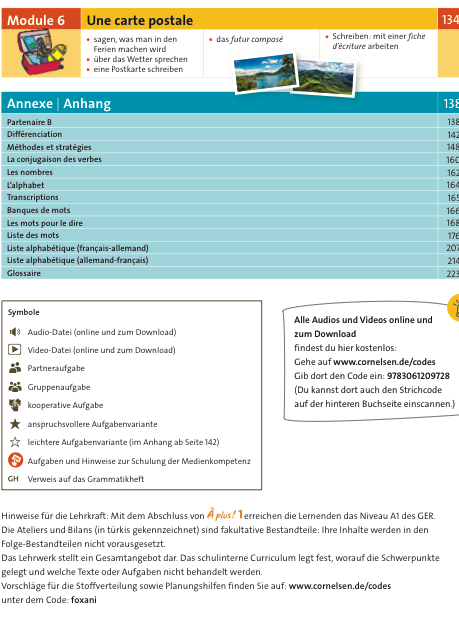 Module 6
Une carte postale
134
• sagen, was man in den
Ferien machen wird
• über das Wetter sprechen
• eine Postkarte schreiben
• das futur composé
• Schreiben: mit einer fiche
d'écriture arbeiten
Annexe | Anhang
138
Partenaire B
138
Différenciation
142
Méthodes et stratégies
148
La conjugaison des verbes
160
Les nombres
162
L'alphabet
164
Transcriptions
165
Banques de mots
166
Les mots pour le dire
168
Liste des mots
176
Liste alphabétique (français-allemand)
207
Liste alphabétique (allemand-français)
214
Glossaire
223
Symbole
Audio-Datei (online und zum Download)
Video-Datei (online und zum Download)
Partneraufgabe
Gruppenaufgabe
kooperative Aufgabe
anspruchsvollere Aufgabenvariante
leichtere Aufgabenvariante (im Anhang ab Seite 142)
Aufgaben und Hinweise zur Schulung der Medienkompetenz
GH Verweis auf das Grammatikheft
Alle Audios und Videos online und
zum Download
findest du hier kostenlos:
Gehe auf www.cornelsen.de/codes
Gib dort den Code ein: 9783061209728
(Du kannst dort auch den Strichcode
auf der hinteren Buchseite einscannen.)
Hinweise für die Lehrkraft: Mit dem Abschluss von À plus! 1 erreichen die Lernenden das Niveau A1 des GER.
Die Ateliers und Bilans (in türkis gekennzeichnet) sind fakultative Bestandteile: Ihre Inhalte werden in den
Folge-Bestandteilen nicht vorausgesetzt.
Das Lehrwerk stellt ein Gesamtangebot dar. Das schulinterne Curriculum legt fest, worauf die Schwerpunkte
gelegt und welche Texte oder Aufgaben nicht behandelt werden.
Vorschläge für die Stoffverteilung sowie Planungshilfen finden Sie auf: www.cornelsen.de/codes
unter dem Code: foxani